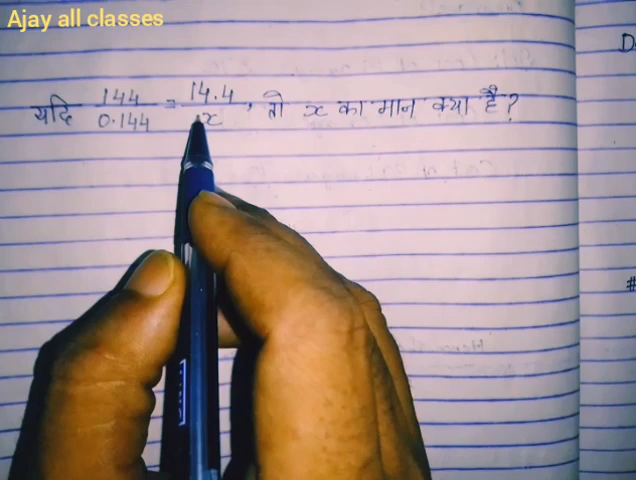 Ajay all classes
यदि 144/0.144 = 14.4/x, तो x का मान क्या है?
D
#